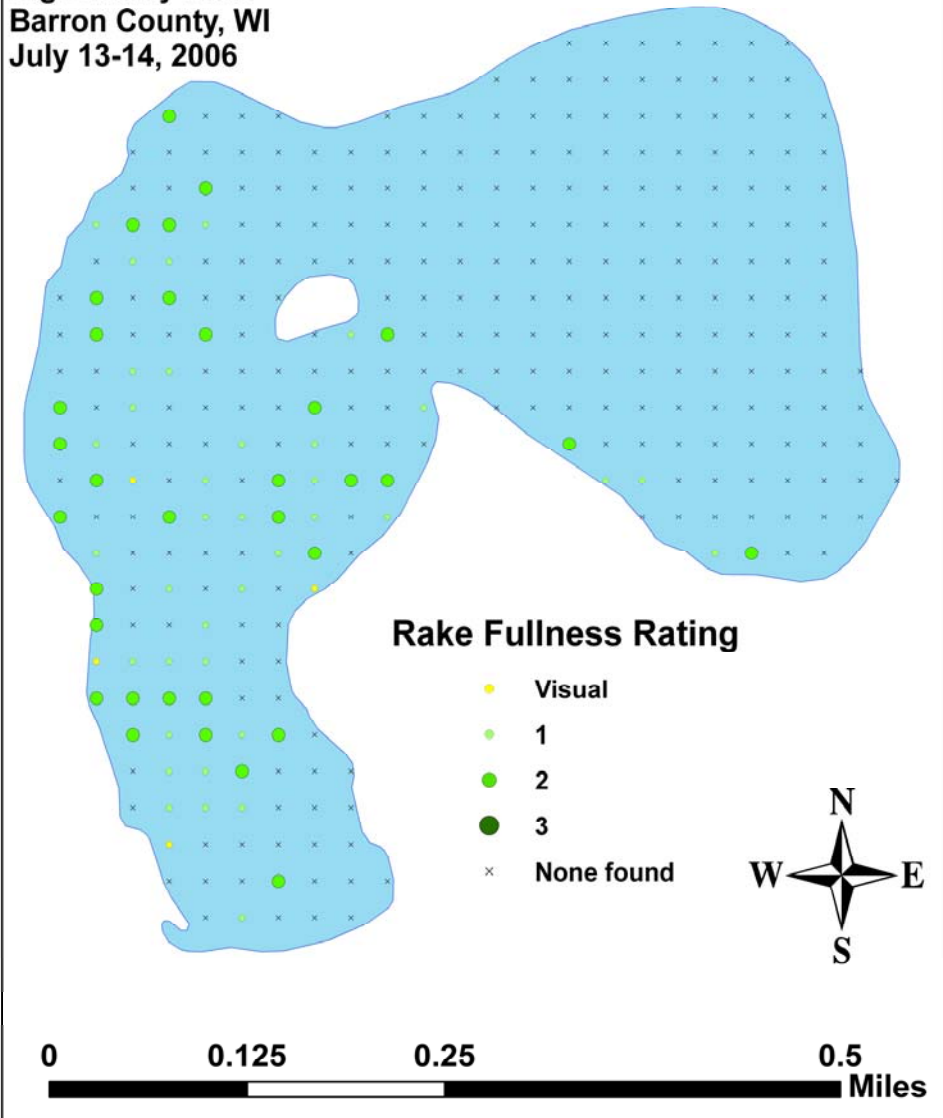 Barron County, WI
July 13-14, 2006
Rake Fullness Rating
Visual
1
2
3
None found
N
W E
S
0 0.125 0.25 0.5
Miles